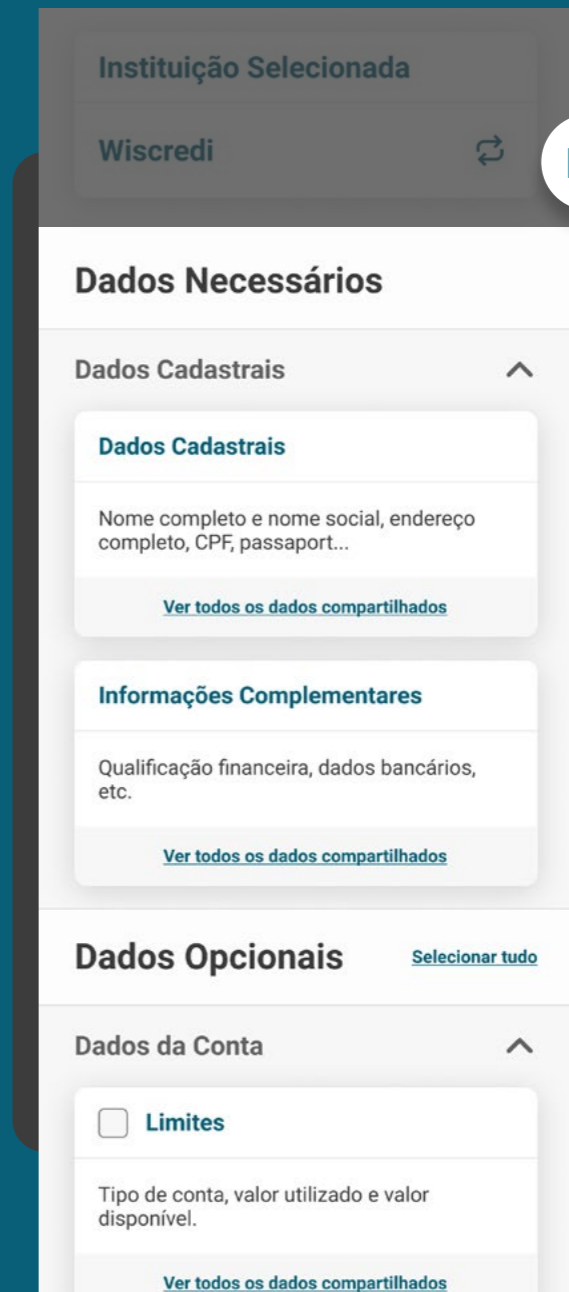 Instituição Selecionada
Wiscredi
Dados Necessários
Dados Cadastrais
Dados Cadastrais
Nome completo e nome social, endereço
completo, CPF, passaport...
Ver todos os dados compartilhados
Informações Complementares
Qualificação financeira, dados bancários,
etc.
Ver todos os dados compartilhados
Dados Opcionais
Selecionar tudo
Dados da Conta
Limites
Tipo de conta, valor utilizado e valor
disponível.
Ver todos os dados compartilhados